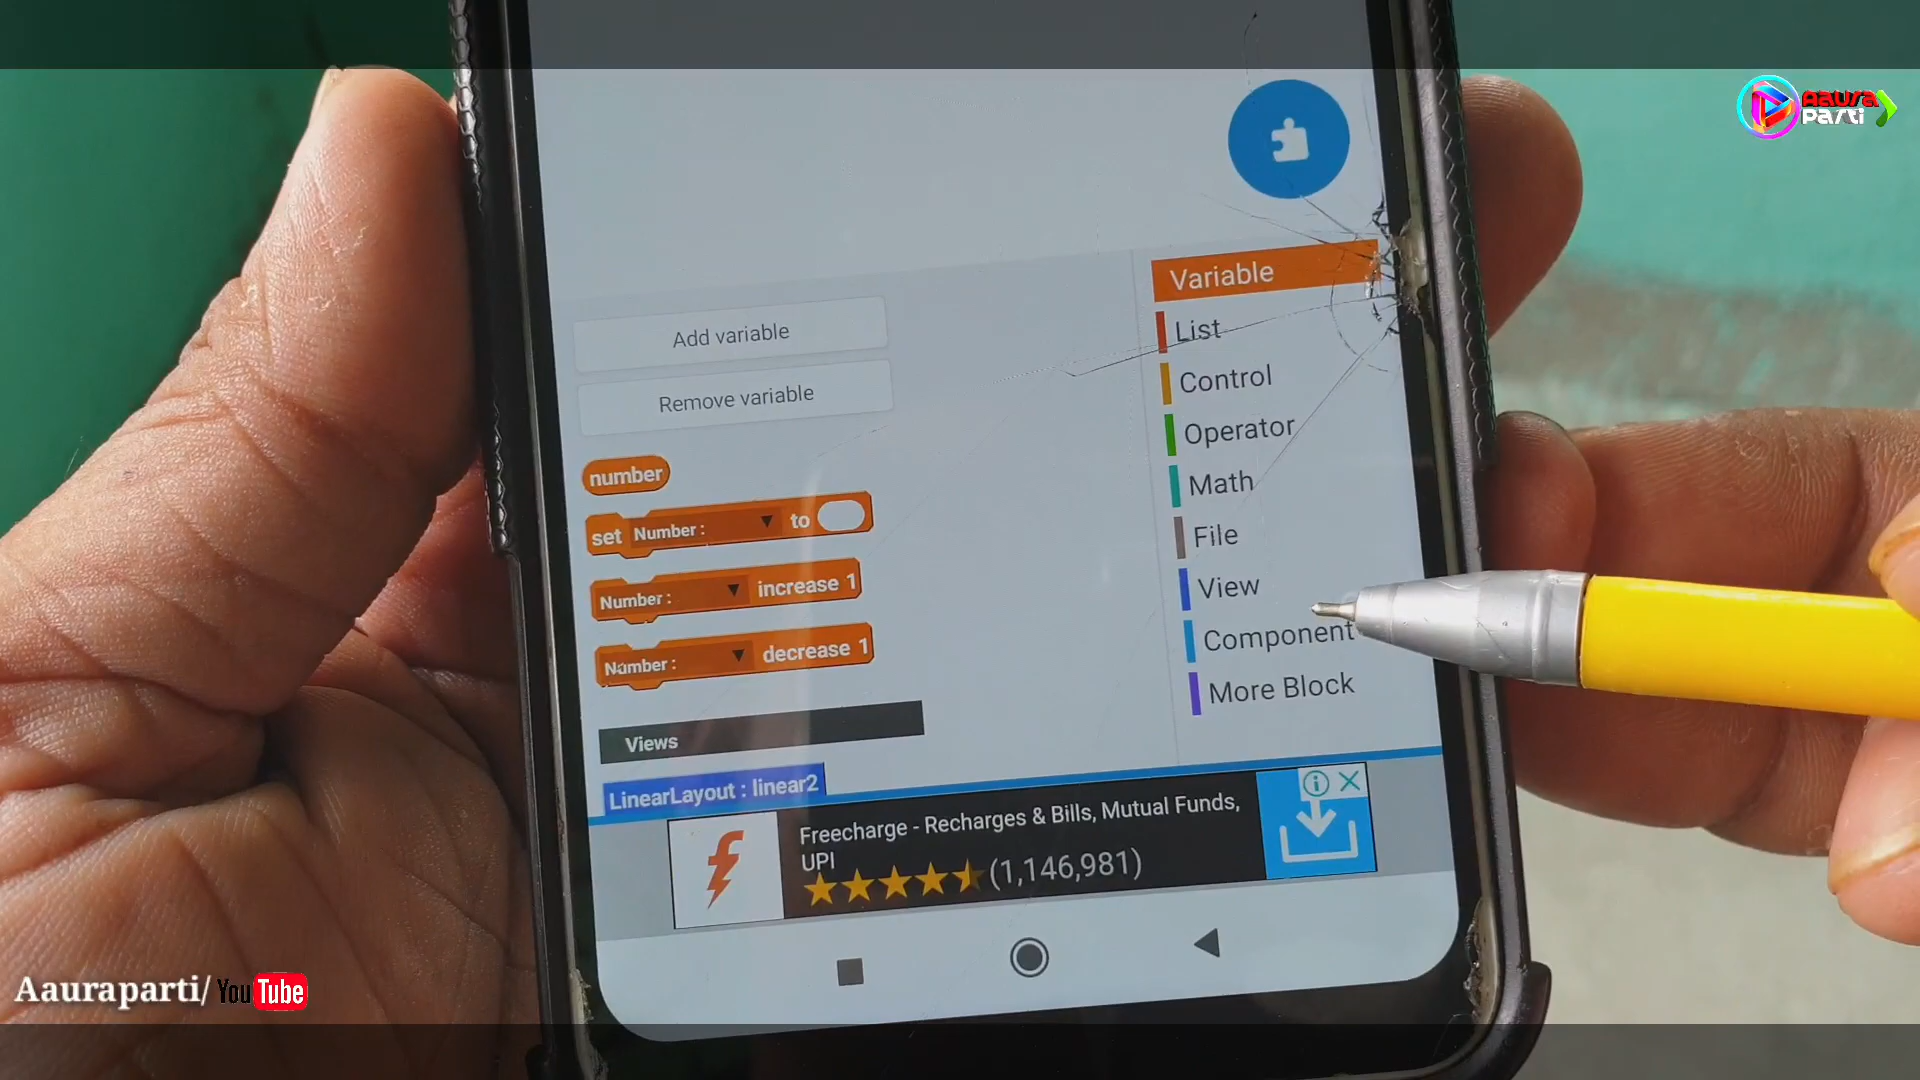 Aaura
Parti
Variable
List
Control
Operator
Math
File
View
Component
More Block
Add variable
Remove variable
number
set Number : to
Number : increase 1
Number : decrease 1
Views
LinearLayout : linear2
Freecharge - Recharges & Bills, Mutual Funds,
UPI
(1,146,981)
Aauraparti/ YouTube